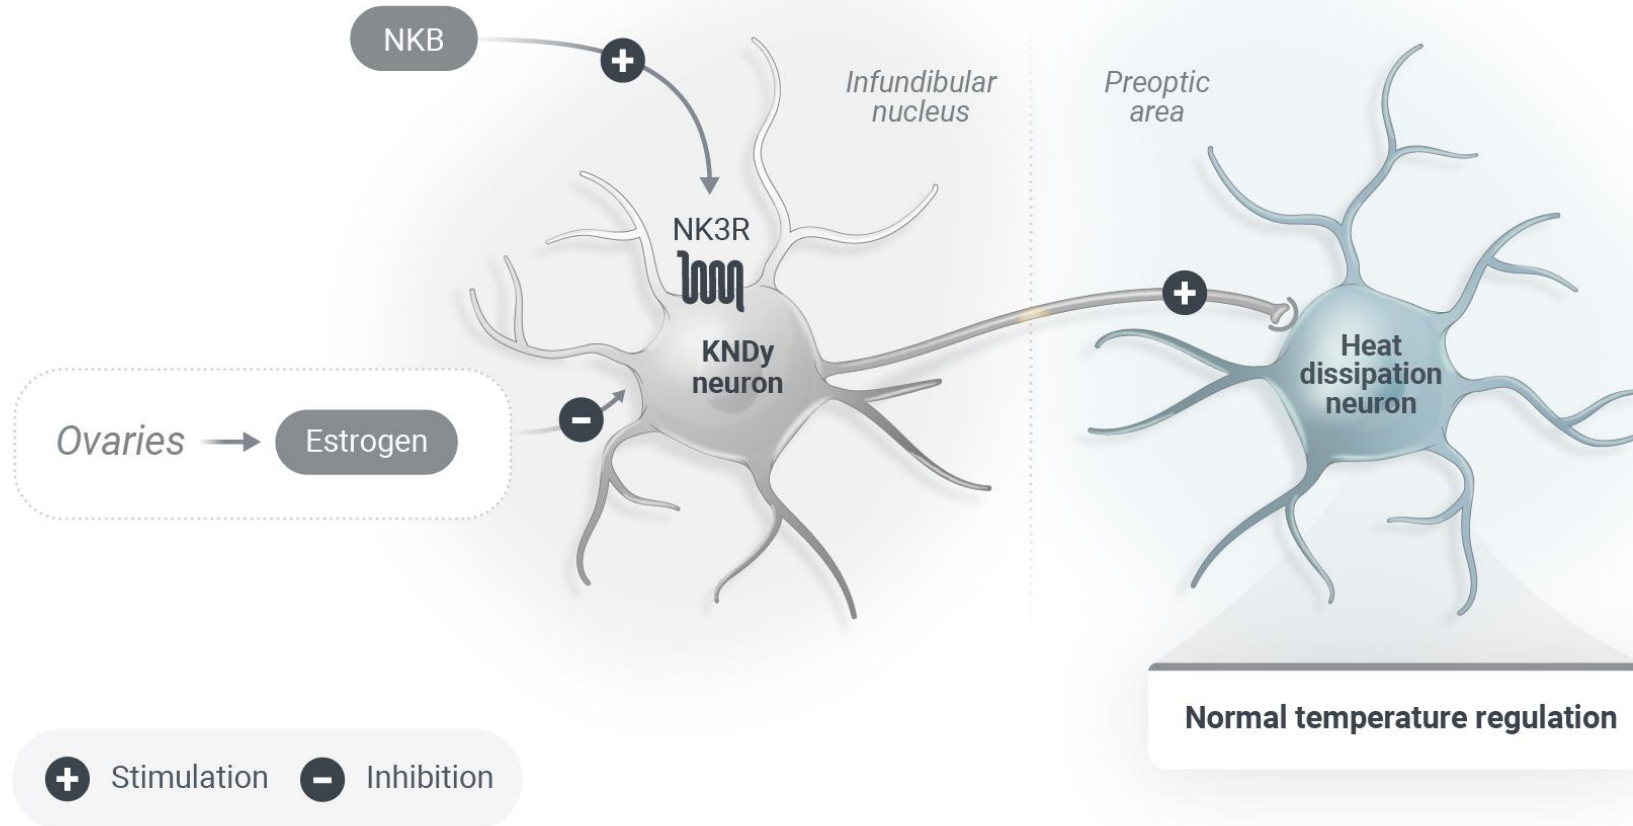 NKB
+
Infundibular
nucleus
Preoptic
area
NK3R
+
KNDy
neuron
Heat
dissipation
neuron
Ovaries
Estrogen
-
Normal temperature regulation
+ Stimulation - Inhibition